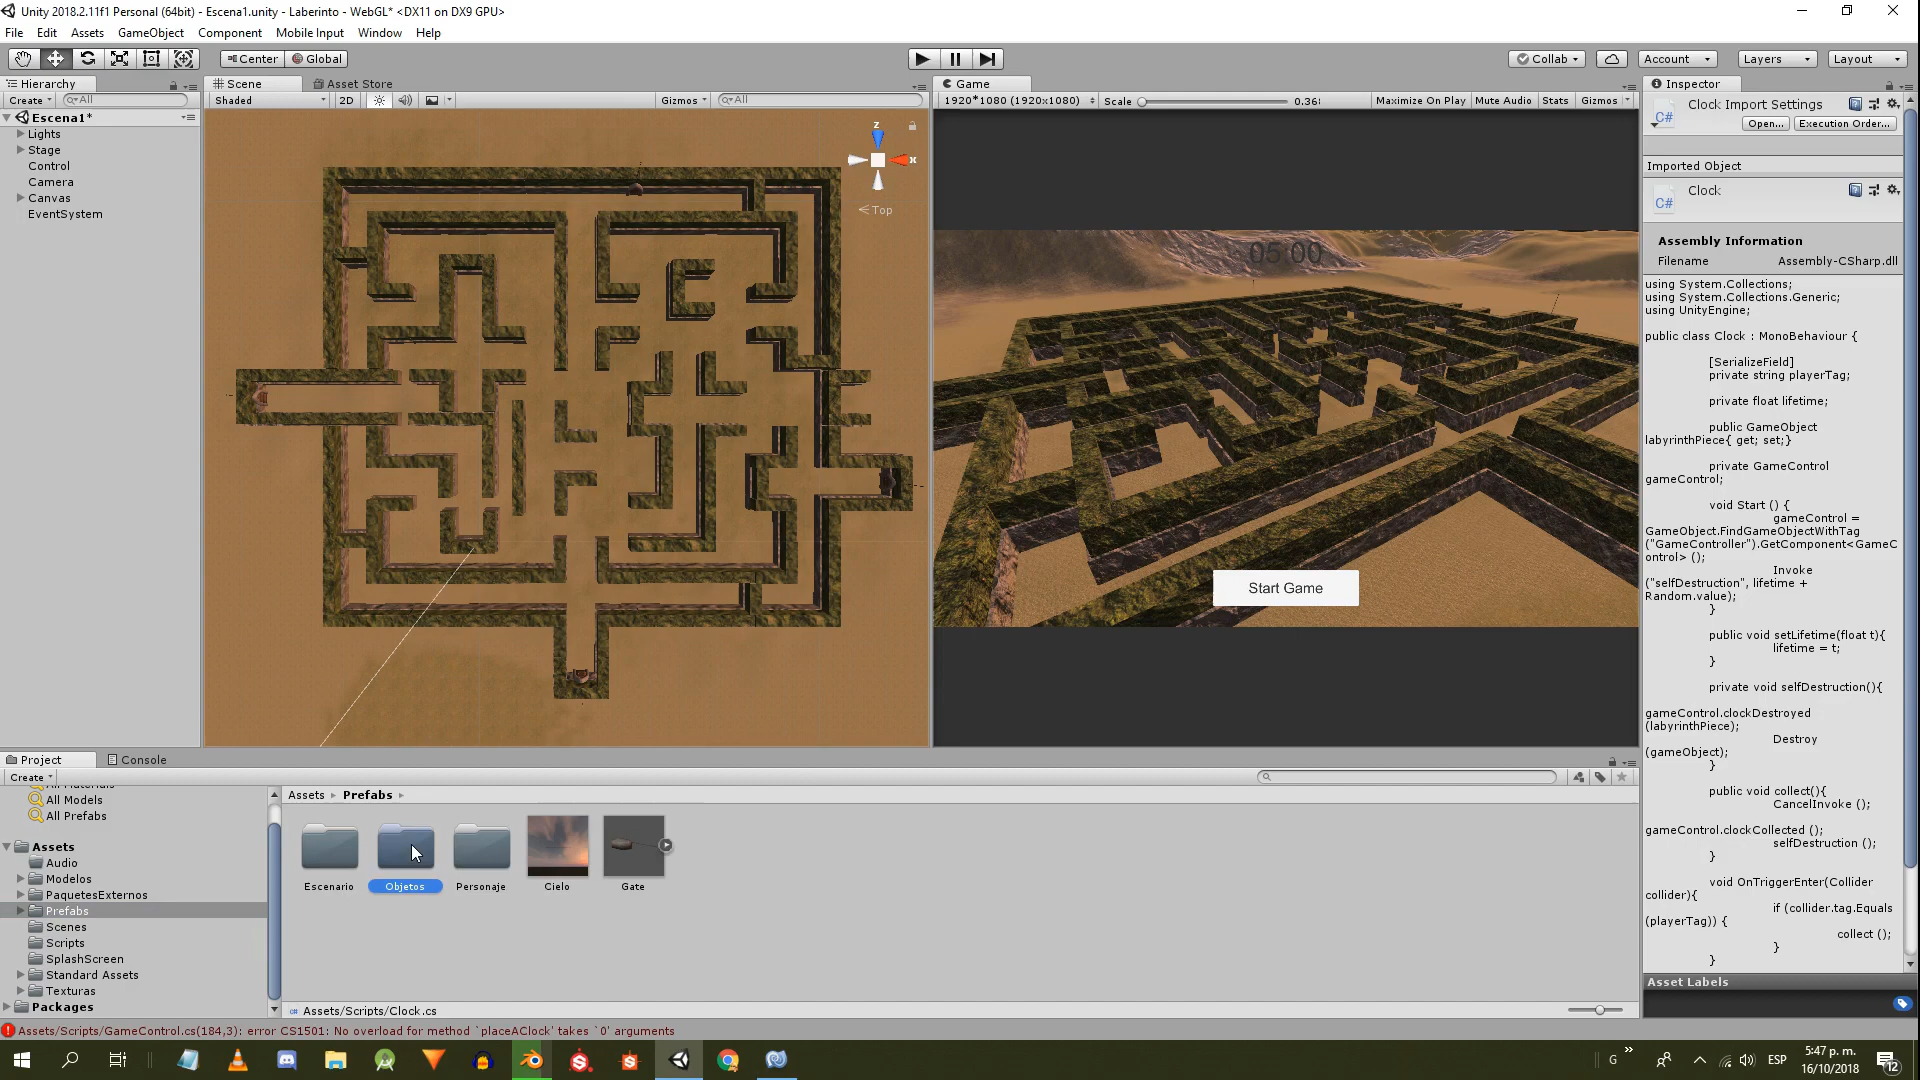 Unity 2018.2.11f1 Personal (64bit) - Escena1.unity - Laberinto - WebGL* <DX11 on DX9 GPU>
File Edit Assets GameObject Component Mobile Input Window Help
Center Global
Collab Account Layers Layout
Hierarchy
Create All
Escena1*
Lights
Stage
Control
Camera
Canvas
EventSystem
Scene Asset Store
Shaded 2D Gizmos All
z
x
Top
Game
1920*1080 (1920x1080) Scale 0.36 Maximize On Play Mute Audio Stats Gizmos
05:00
Start Game
Inspector
Clock Import Settings
Open... Execution Order...
Imported Object
Clock
C#
C#
Assembly Information
Filename Assembly-CSharp.dll
using System.Collections;
using System.Collections.Generic;
using UnityEngine;
public class Clock : MonoBehaviour {
[SerializeField]
private string playerTag;
private float lifetime;
public GameObject
labyrinthPiece{ get; set;}
private GameControl
gameControl;
void Start () {
gameControl =
GameObject.FindGameObjectWithTag
("GameController").GetComponent<GameC
ontrol> ();
Invoke
("selfDestruction", lifetime +
Random.value);
}
public void setLifetime(float t){
lifetime = t;
}
private void selfDestruction(){
gameControl.clockDestroyed
(labyrinthPiece);
Destroy
(gameObject);
}
public void collect(){
CancelInvoke ();
gameControl.clockCollected ();
selfDestruction ();
}
void OnTriggerEnter(Collider
collider){
if (collider.tag.Equals
(playerTag)) {
collect ();
}
}
Asset Labels
Project Console
Create
All Models
All Prefabs
Assets
Audio
Modelos
PaquetesExternos
Prefabs
Scenes
Scripts
SplashScreen
Standard Assets
Texturas
Packages
Assets Prefabs
Escenario Objetos Personaje Cielo Gate
Assets/Scripts/Clock.cs
Assets/Scripts/GameControl.cs(184,3): error CS1501: No overload for method `placeAClock' takes `0' arguments
G ESP
5:47 p. m.
16/10/2018
12